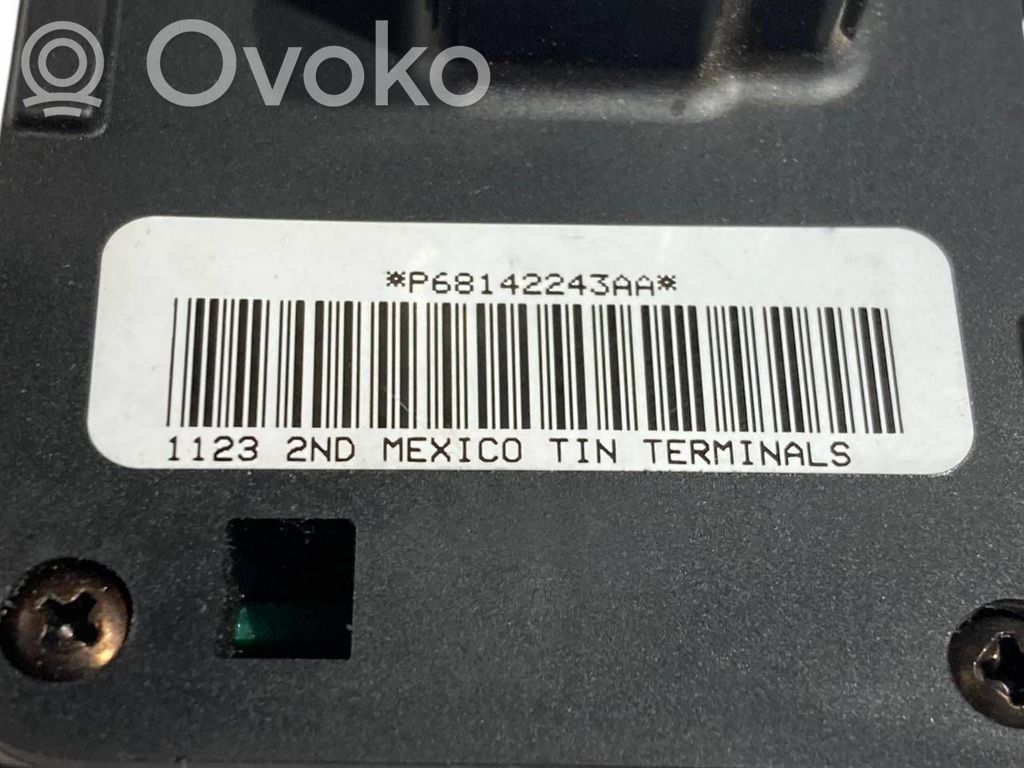 Ovoko
*P68142243AA*
1123 2ND MEXICO TIN TERMINALS